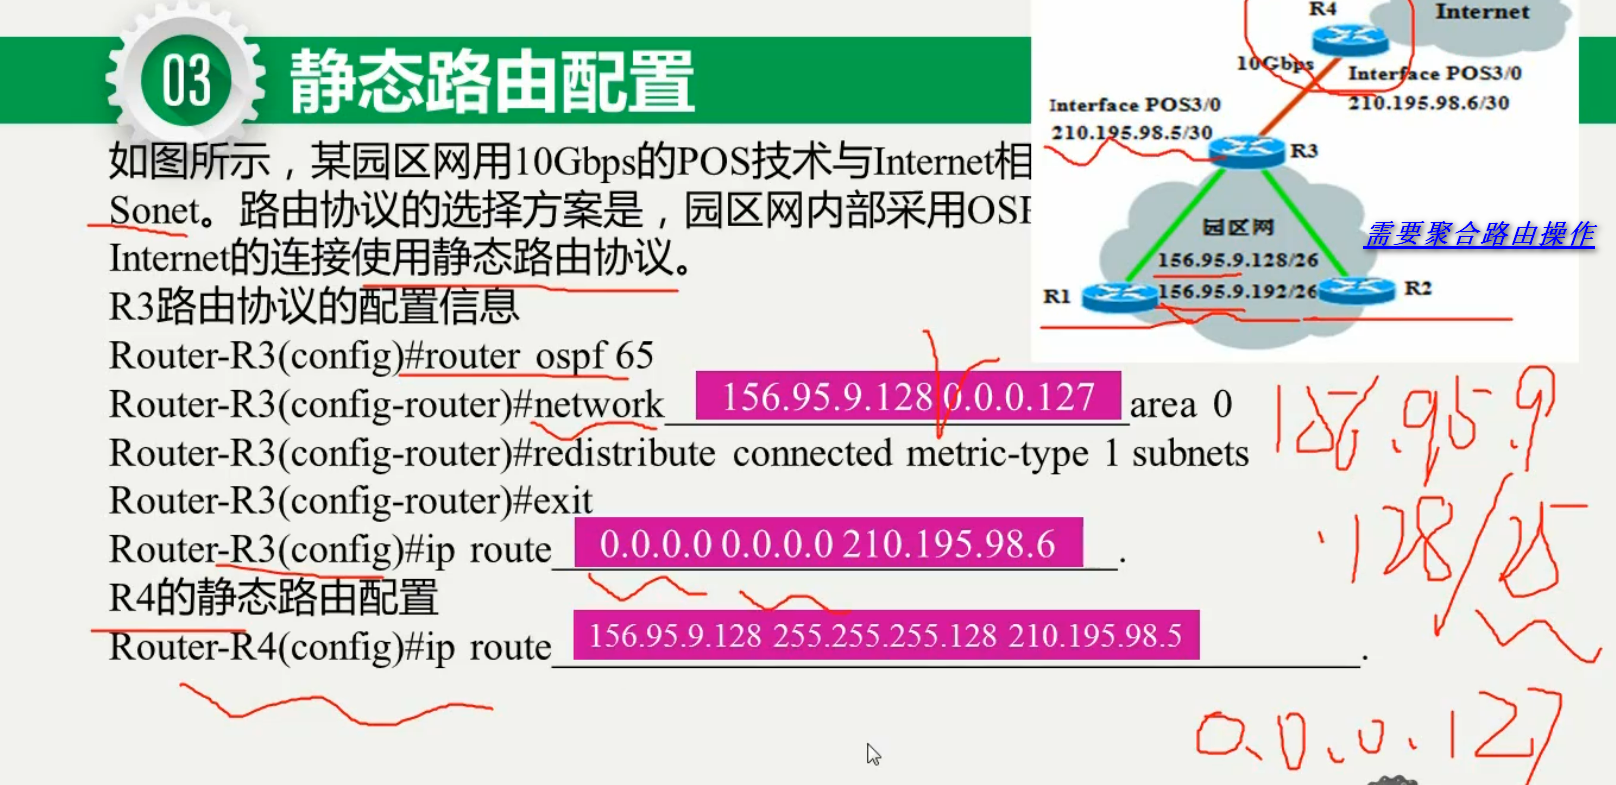 03 静态路由配置
如图所示，某园区网用10Gbps的POS技术与Internet相
Sonet。路由协议的选择方案是，园区网内部采用OSP
Internet的连接使用静态路由协议。
R3路由协议的配置信息
Router-R3(config)#router ospf 65
Router-R3(config-router)#network 156.95.9.128 0.0.0.127 area 0
Router-R3(config-router)#redistribute connected metric-type 1 subnets
Router-R3(config-router)#exit
Router-R3(config)#ip route 0.0.0.0 0.0.0.0 210.195.98.6 .
R4的静态路由配置
Router-R4(config)#ip route 156.95.9.128 255.255.255.128 210.195.98.5 .
R4
Internet
10Gbps
Interface POS3/0
210.195.98.6/30
Interface POS3/0
210.195.98.5/30
R3
园区网
156.95.9.128/26
156.95.9.192/26
R1
R2
需要聚合路由操作
156.95.9
.128/25
0.0.0.127